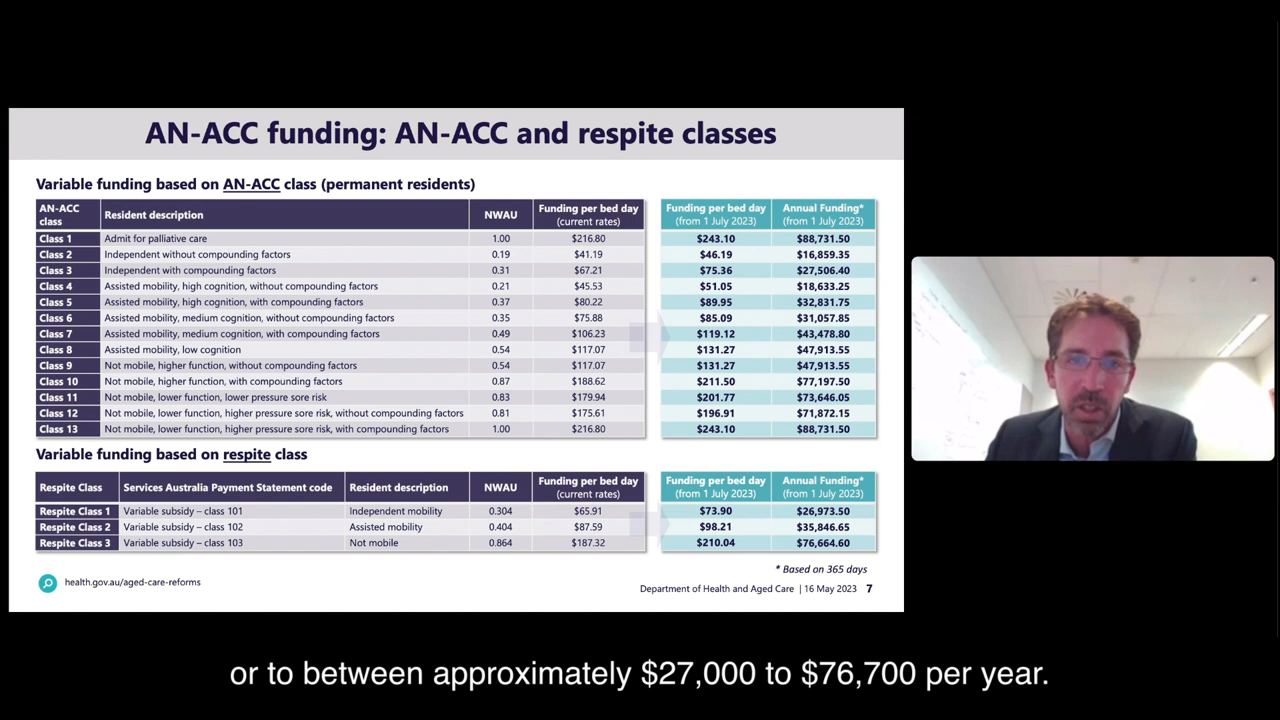 AN-ACC funding: AN-ACC and respite classes
Variable funding based on AN-ACC class (permanent residents)
AN-ACC class Resident description NWAU Funding per bed day (current rates) Funding per bed day (from 1 July 2023) Annual Funding* (from 1 July 2023)
Class 1 Admit for palliative care 1.00 $216.80 $243.10 $88,731.50
Class 2 Independent without compounding factors 0.19 $41.19 $46.19 $16,859.35
Class 3 Independent with compounding factors 0.31 $67.21 $75.36 $27,506.40
Class 4 Assisted mobility, high cognition, without compounding factors 0.21 $45.53 $51.05 $18,633.25
Class 5 Assisted mobility, high cognition, with compounding factors 0.37 $80.22 $89.95 $32,831.75
Class 6 Assisted mobility, medium cognition, without compounding factors 0.35 $75.88 $85.09 $31,057.85
Class 7 Assisted mobility, medium cognition, with compounding factors 0.49 $106.23 $119.12 $43,478.80
Class 8 Assisted mobility, low cognition 0.54 $117.07 $131.27 $47,913.55
Class 9 Not mobile, higher function, without compounding factors 0.54 $117.07 $131.27 $47,913.55
Class 10 Not mobile, higher function, with compounding factors 0.87 $188.62 $211.50 $77,197.50
Class 11 Not mobile, lower function, lower pressure sore risk 0.83 $179.94 $201.77 $73,646.05
Class 12 Not mobile, lower function, higher pressure sore risk, without compounding factors 0.81 $175.61 $196.91 $71,872.15
Class 13 Not mobile, lower function, higher pressure sore risk, with compounding factors 1.00 $216.80 $243.10 $88,731.50
Variable funding based on respite class
Respite Class Services Australia Payment Statement code Resident description NWAU Funding per bed day (current rates) Funding per bed day (from 1 July 2023) Annual Funding* (from 1 July 2023)
Respite Class 1 Variable subsidy – class 101 Independent mobility 0.304 $65.91 $73.90 $26,973.50
Respite Class 2 Variable subsidy – class 102 Assisted mobility 0.404 $87.59 $98.21 $35,846.65
Respite Class 3 Variable subsidy – class 103 Not mobile 0.864 $187.32 $210.04 $76,664.60
* Based on 365 days
health.gov.au/aged-care-reforms
Department of Health and Aged Care | 16 May 2023 7
or to between approximately $27,000 to $76,700 per year.